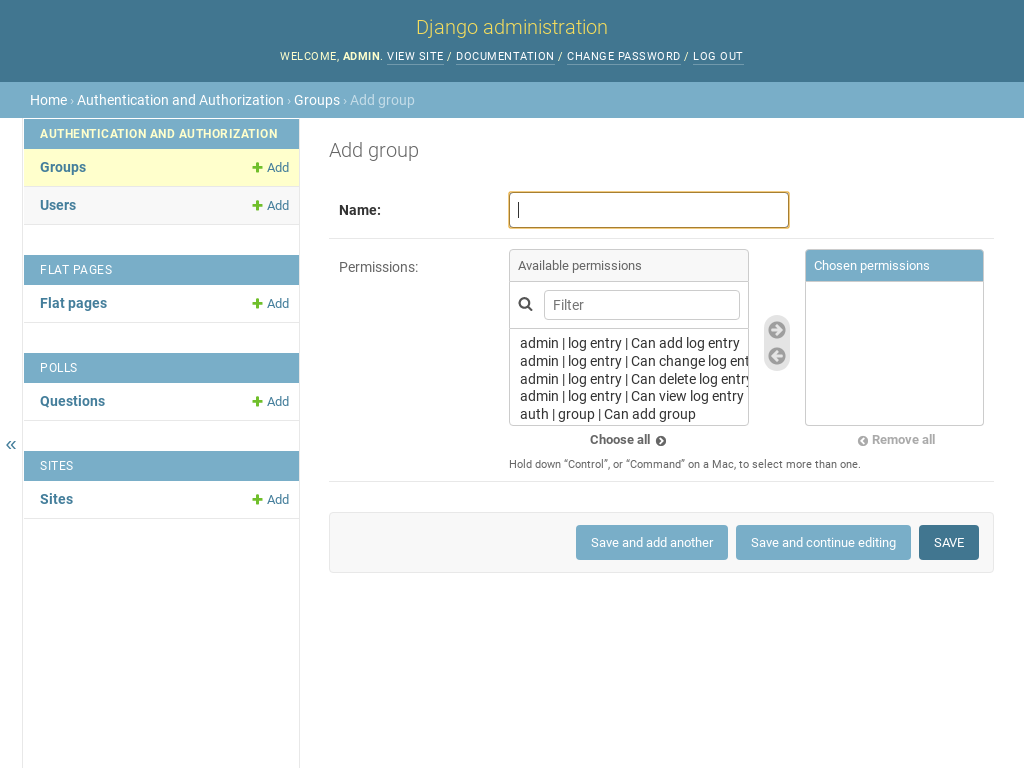 Django administration
WELCOME, ADMIN. VIEW SITE / DOCUMENTATION / CHANGE PASSWORD / LOG OUT
Home › Authentication and Authorization › Groups › Add group
«
AUTHENTICATION AND AUTHORIZATION
Groups Add
Users Add
FLAT PAGES
Flat pages Add
POLLS
Questions Add
SITES
Sites Add
Add group
Name:
Permissions:
Available permissions
Filter
admin | log entry | Can add log entry
admin | log entry | Can change log ent
admin | log entry | Can delete log entry
admin | log entry | Can view log entry
auth | group | Can add group
Choose all
Chosen permissions
Remove all
Hold down “Control”, or “Command” on a Mac, to select more than one.
Save and add another Save and continue editing SAVE